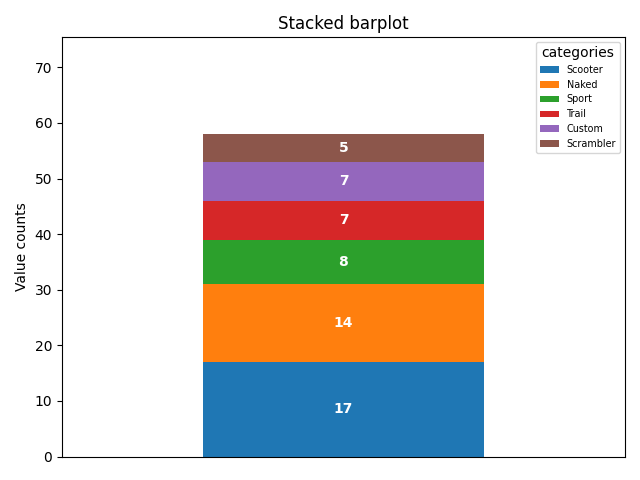 Stacked barplot
categories
Scooter
Naked
Sport
Trail
Custom
Scrambler
Value counts
70
60
50
40
30
20
10
0
5
7
7
8
14
17